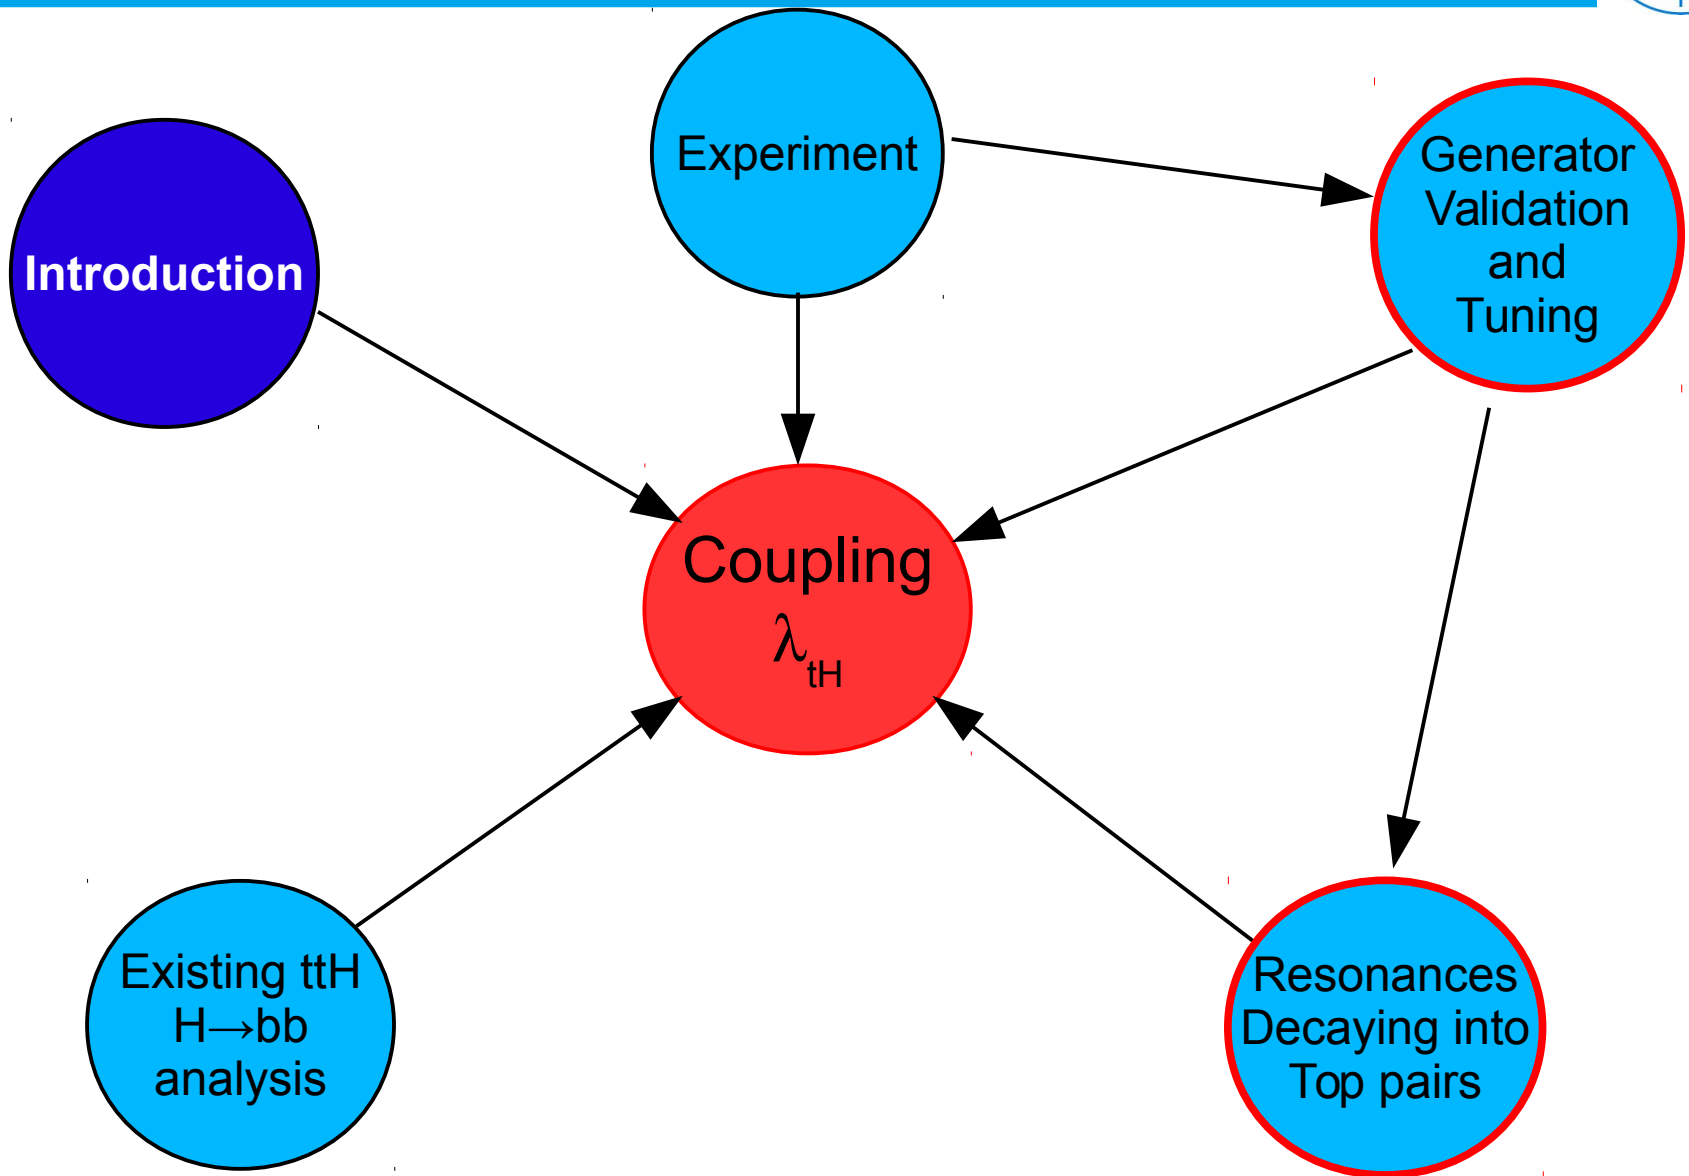 Experiment
Generator
Validation
and
Tuning
Introduction
Coupling
λtH
Existing ttH
H→bb
analysis
Resonances
Decaying into
Top pairs